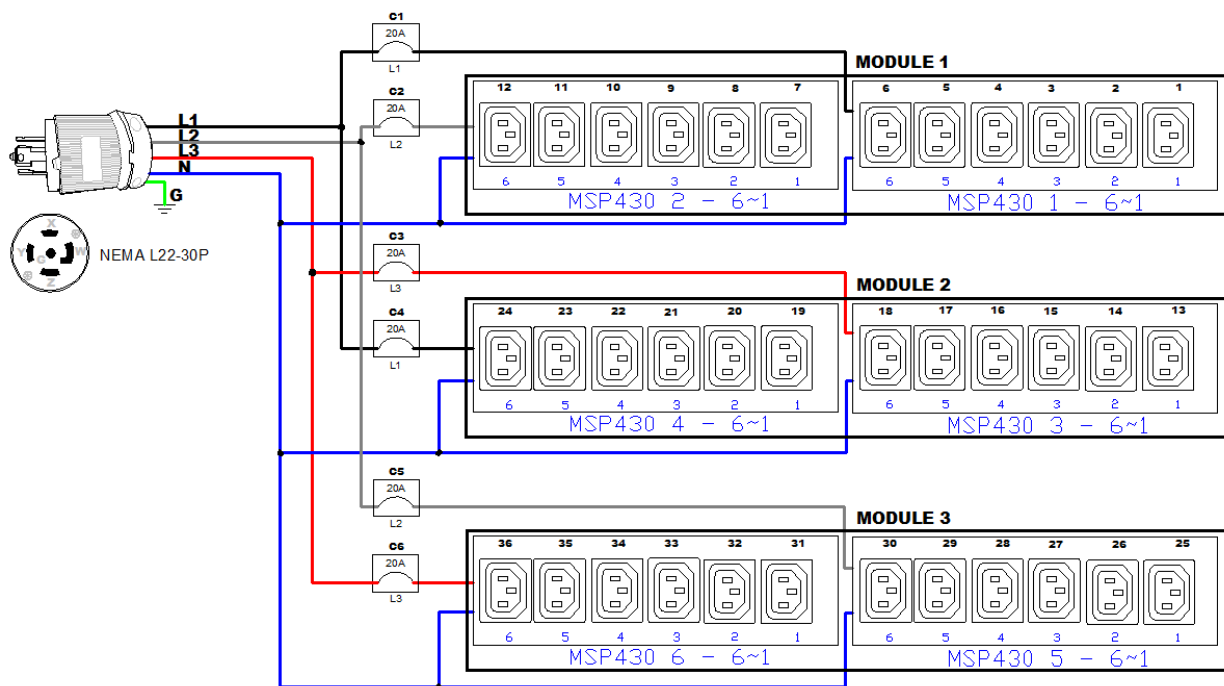 C1
20A
L1
MODULE 1
C2
20A
L2
12 11 10 9 8 7
6 5 4 3 2 1
6 5 4 3 2 1
6 5 4 3 2 1
MSP430 2 - 6~1
MSP430 1 - 6~1
L1
L2
L3
N
G
X
Y
G
W
Z
NEMA L22-30P
C3
20A
L3
MODULE 2
C4
20A
L1
24 23 22 21 20 19
18 17 16 15 14 13
6 5 4 3 2 1
6 5 4 3 2 1
MSP430 4 - 6~1
MSP430 3 - 6~1
C5
20A
L2
MODULE 3
C6
20A
L3
36 35 34 33 32 31
30 29 28 27 26 25
6 5 4 3 2 1
6 5 4 3 2 1
MSP430 6 - 6~1
MSP430 5 - 6~1